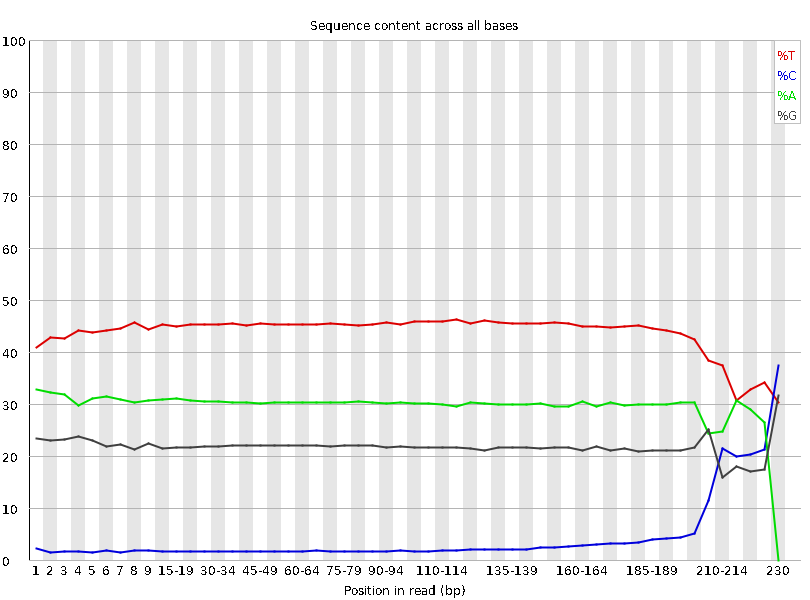 Sequence content across all bases
100
90
80
70
60
50
40
30
20
10
0
%T
%C
%A
%G
1 2 3 4 5 6 7 8 9 15-19 30-34 45-49 60-64 75-79 90-94 110-114 135-139 160-164 185-189 210-214 230
Position in read (bp)